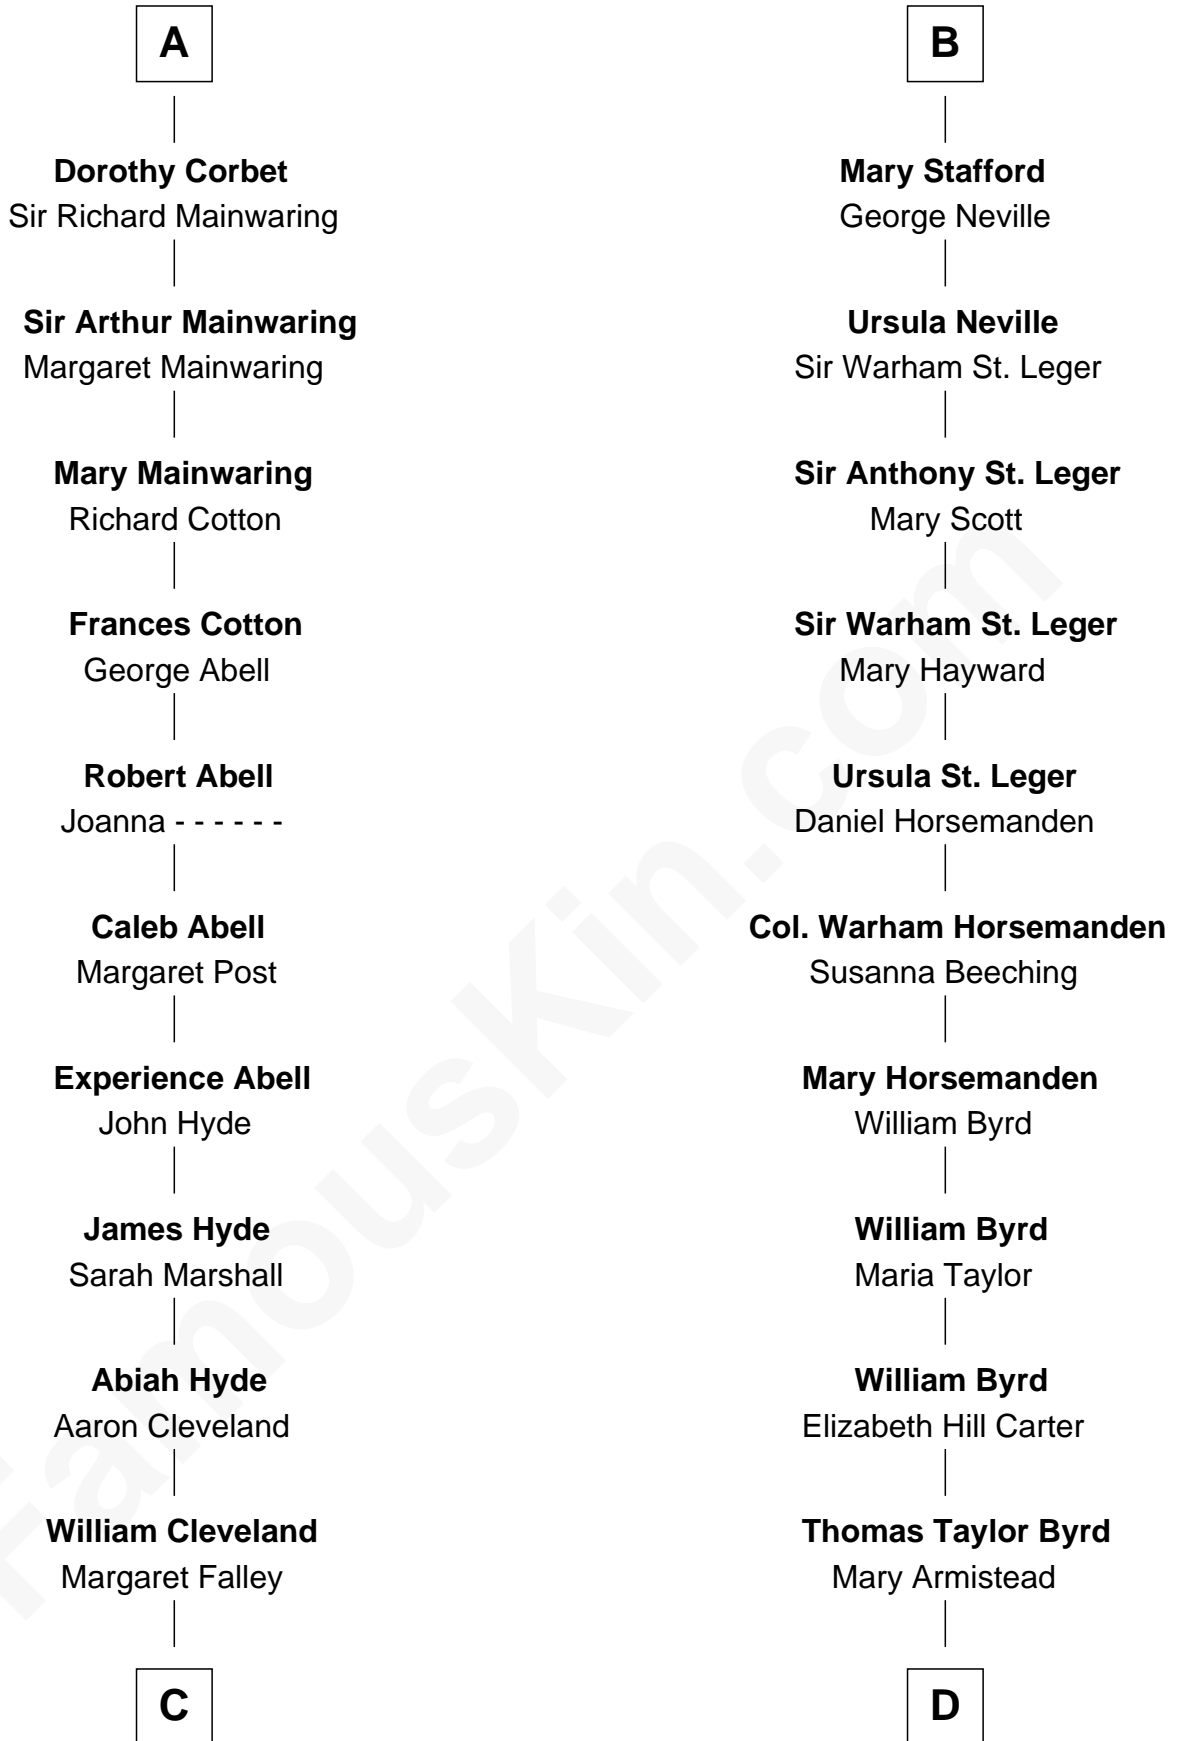 A
Dorothy Corbet
Sir Richard Mainwaring
Sir Arthur Mainwaring
Margaret Mainwaring
Mary Mainwaring
Richard Cotton
Frances Cotton
George Abell
Robert Abell
Joanna - - - - - -
Caleb Abell
Margaret Post
Experience Abell
John Hyde
James Hyde
Sarah Marshall
Abiah Hyde
Aaron Cleveland
William Cleveland
Margaret Falley
C
B
Mary Stafford
George Neville
Ursula Neville
Sir Warham St. Leger
Sir Anthony St. Leger
Mary Scott
Sir Warham St. Leger
Mary Hayward
Ursula St. Leger
Daniel Horsemanden
Col. Warham Horsemanden
Susanna Beeching
Mary Horsemanden
William Byrd
William Byrd
Maria Taylor
William Byrd
Elizabeth Hill Carter
Thomas Taylor Byrd
Mary Armistead
D
FamousKin.com